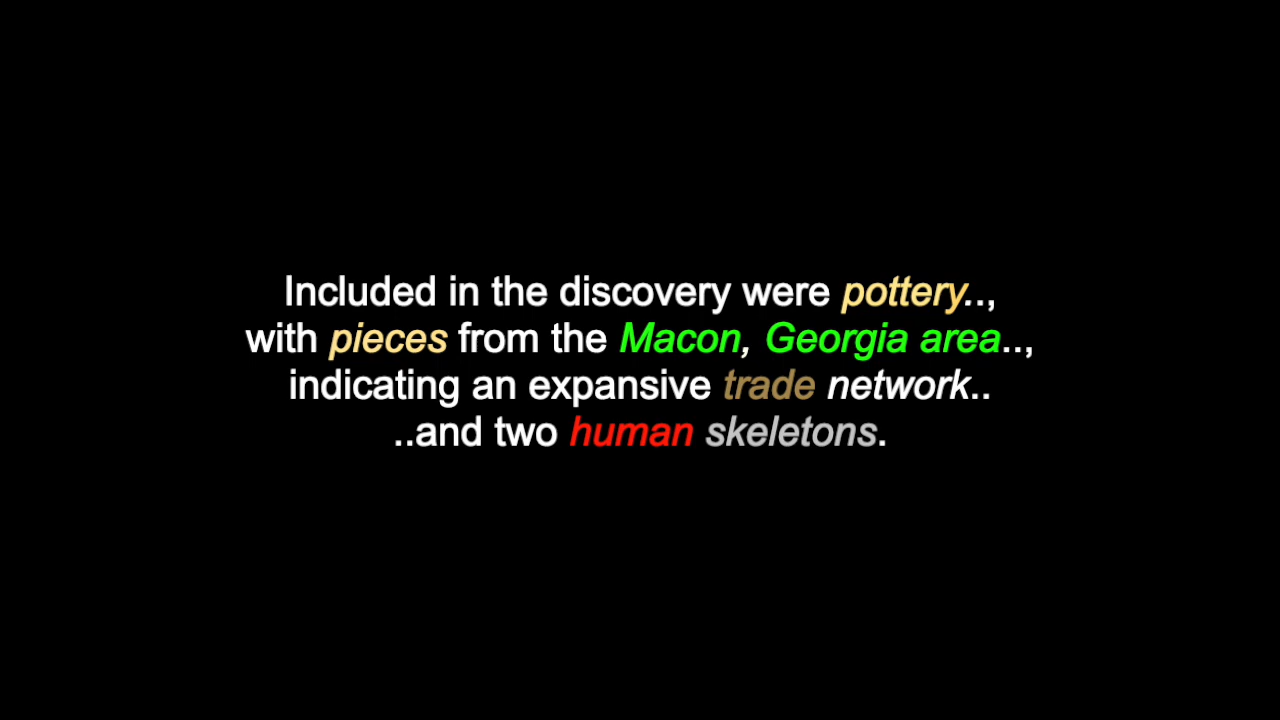 Included in the discovery were pottery..,
with pieces from the Macon, Georgia area..,
indicating an expansive trade network..
..and two human skeletons.